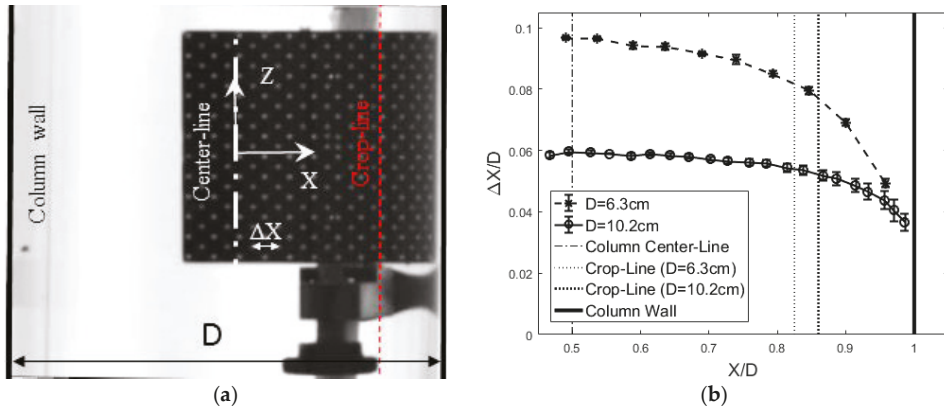 (a)
Column wall
Center-line
Z
X
ΔX
Crop-line
D
(a)
(b)
ΔX/D
0.1
0.08
0.06
0.04
0.02
0
D=6.3cm
D=10.2cm
Column Center-Line
Crop-Line (D=6.3cm)
Crop-Line (D=10.2cm)
Column Wall
0.5 0.6 0.7 0.8 0.9 1
X/D
(b)